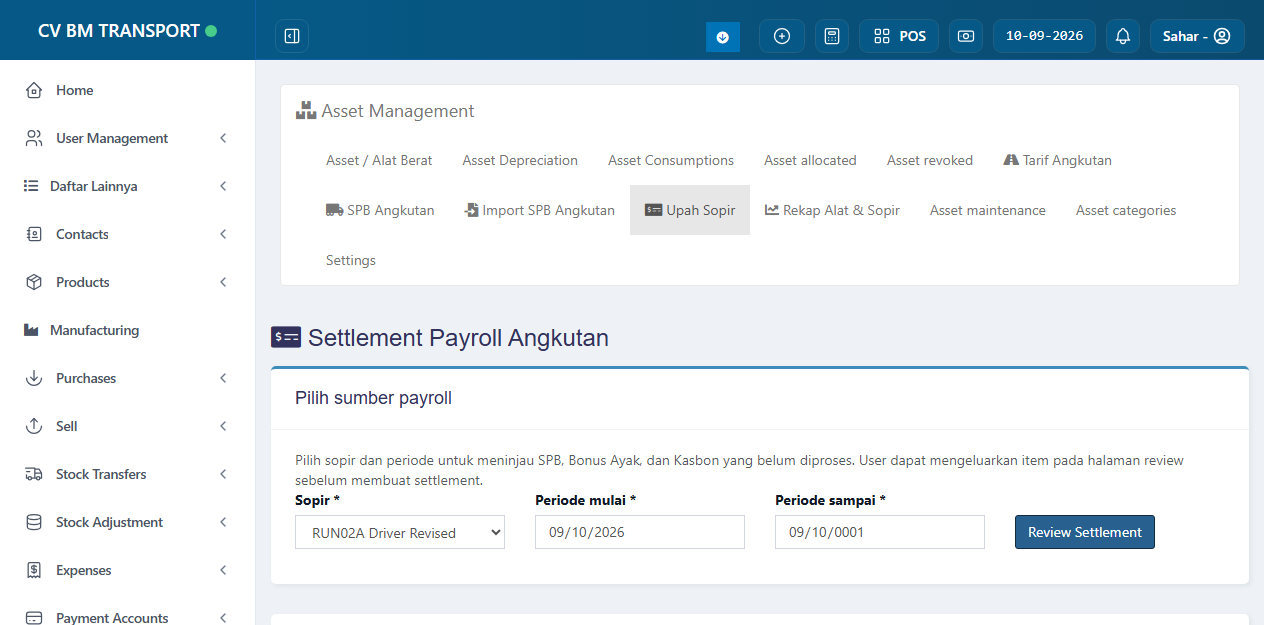 CV BM TRANSPORT
POS
10-09-2026
Sahar -
Home
User Management
Daftar Lainnya
Contacts
Products
Manufacturing
Purchases
Sell
Stock Transfers
Stock Adjustment
Expenses
Payment Accounts
Asset Management
Asset / Alat Berat Asset Depreciation Asset Consumptions Asset allocated Asset revoked Tarif Angkutan
SPB Angkutan Import SPB Angkutan Upah Sopir Rekap Alat & Sopir Asset maintenance Asset categories
Settings
Settlement Payroll Angkutan
Pilih sumber payroll
Pilih sopir dan periode untuk meninjau SPB, Bonus Ayak, dan Kasbon yang belum diproses. User dapat mengeluarkan item pada halaman review
sebelum membuat settlement.
Sopir * Periode mulai * Periode sampai *
RUN02A Driver Revised 09/10/2026 09/10/0001 Review Settlement